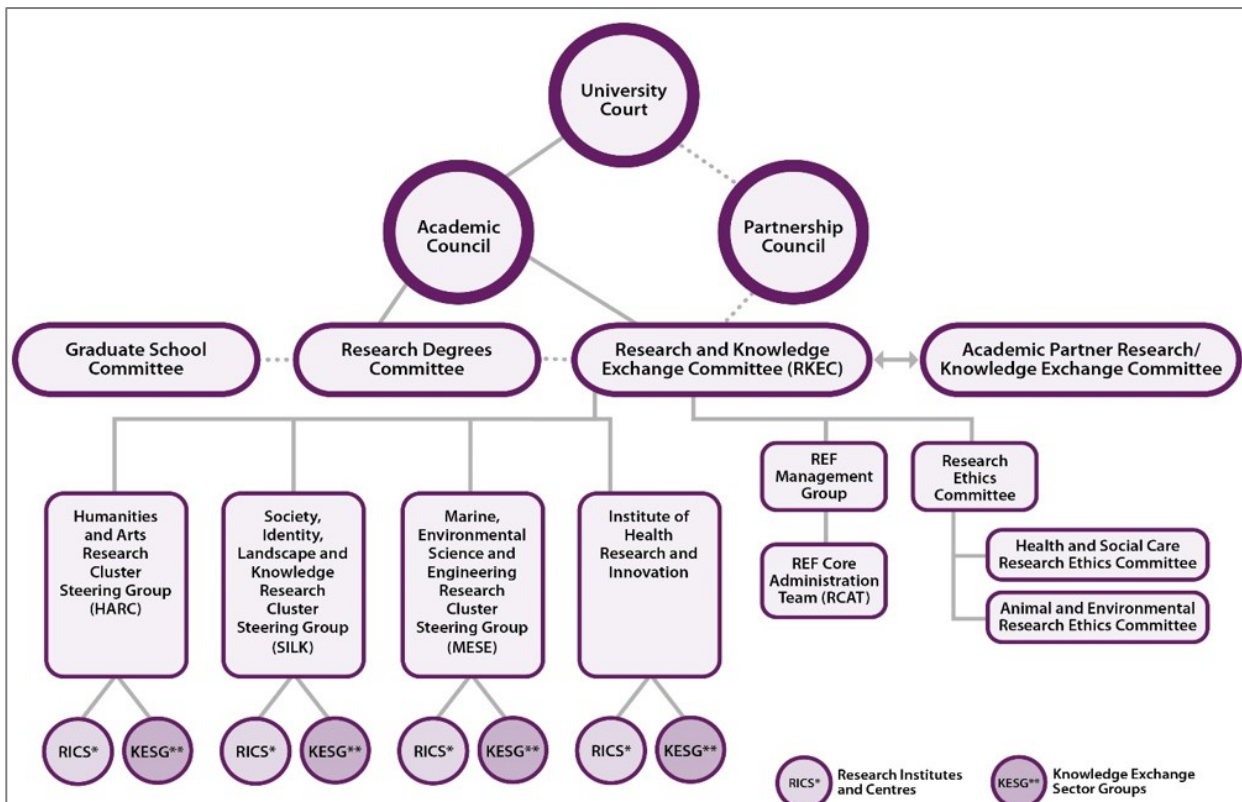 University
Court
Academic
Council
Partnership
Council
Graduate School
Committee
Research Degrees
Committee
Research and Knowledge
Exchange Committee (RKEC)
Academic Partner Research/
Knowledge Exchange Committee
REF
Management
Group
Research
Ethics
Committee
Humanities
and Arts
Research
Cluster
Steering Group
(HARC)
Society,
Identity,
Landscape and
Knowledge
Research
Cluster
Steering Group
(SILK)
Marine,
Environmental
Science and
Engineering
Research
Cluster
Steering Group
(MESE)
Institute of
Health
Research and
Innovation
REF Core
Administration
Team (RCAT)
Health and Social Care
Research Ethics Committee
Animal and Environmental
Research Ethics Committee
RICS*
KESG**
RICS*
KESG**
RICS*
KESG**
RICS*
KESG**
RICS*
Research Institutes
and Centres
KESG**
Knowledge Exchange
Sector Groups